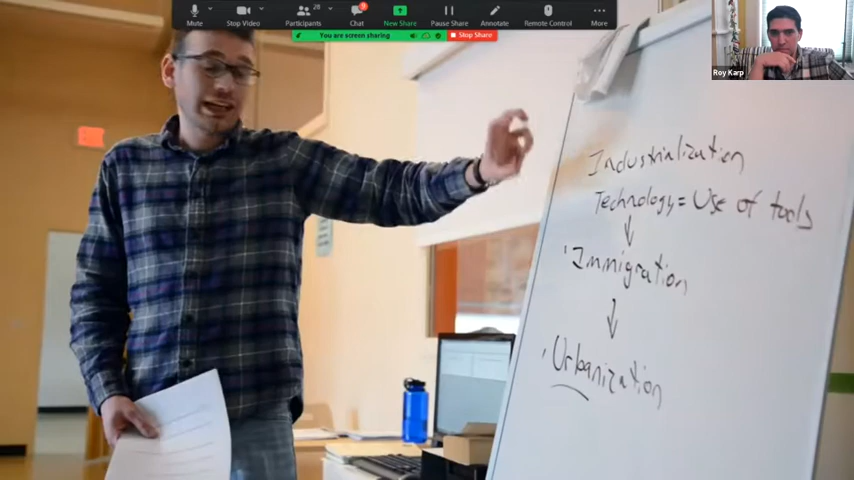 Mute
Stop Video
Participants
28
Chat
New Share
Pause Share
Annotate
Remote Control
More
You are screen sharing
Stop Share
Roy Karp
Industrialization
Technology = Use of tools
↓
Immigration
↓
Urbanization